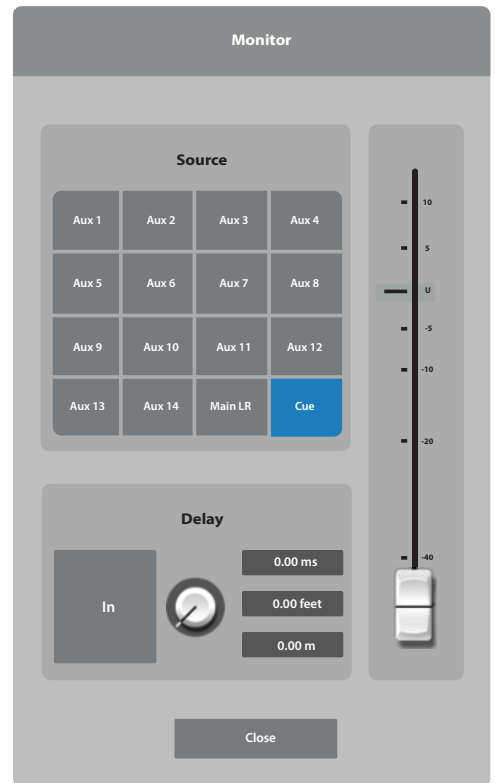 Monitor
Source
Aux 1 Aux 2 Aux 3 Aux 4
Aux 5 Aux 6 Aux 7 Aux 8
Aux 9 Aux 10 Aux 11 Aux 12
Aux 13 Aux 14 Main LR Cue
10
5
U
-5
-10
-20
-40
Delay
In
0.00 ms
0.00 feet
0.00 m
Close